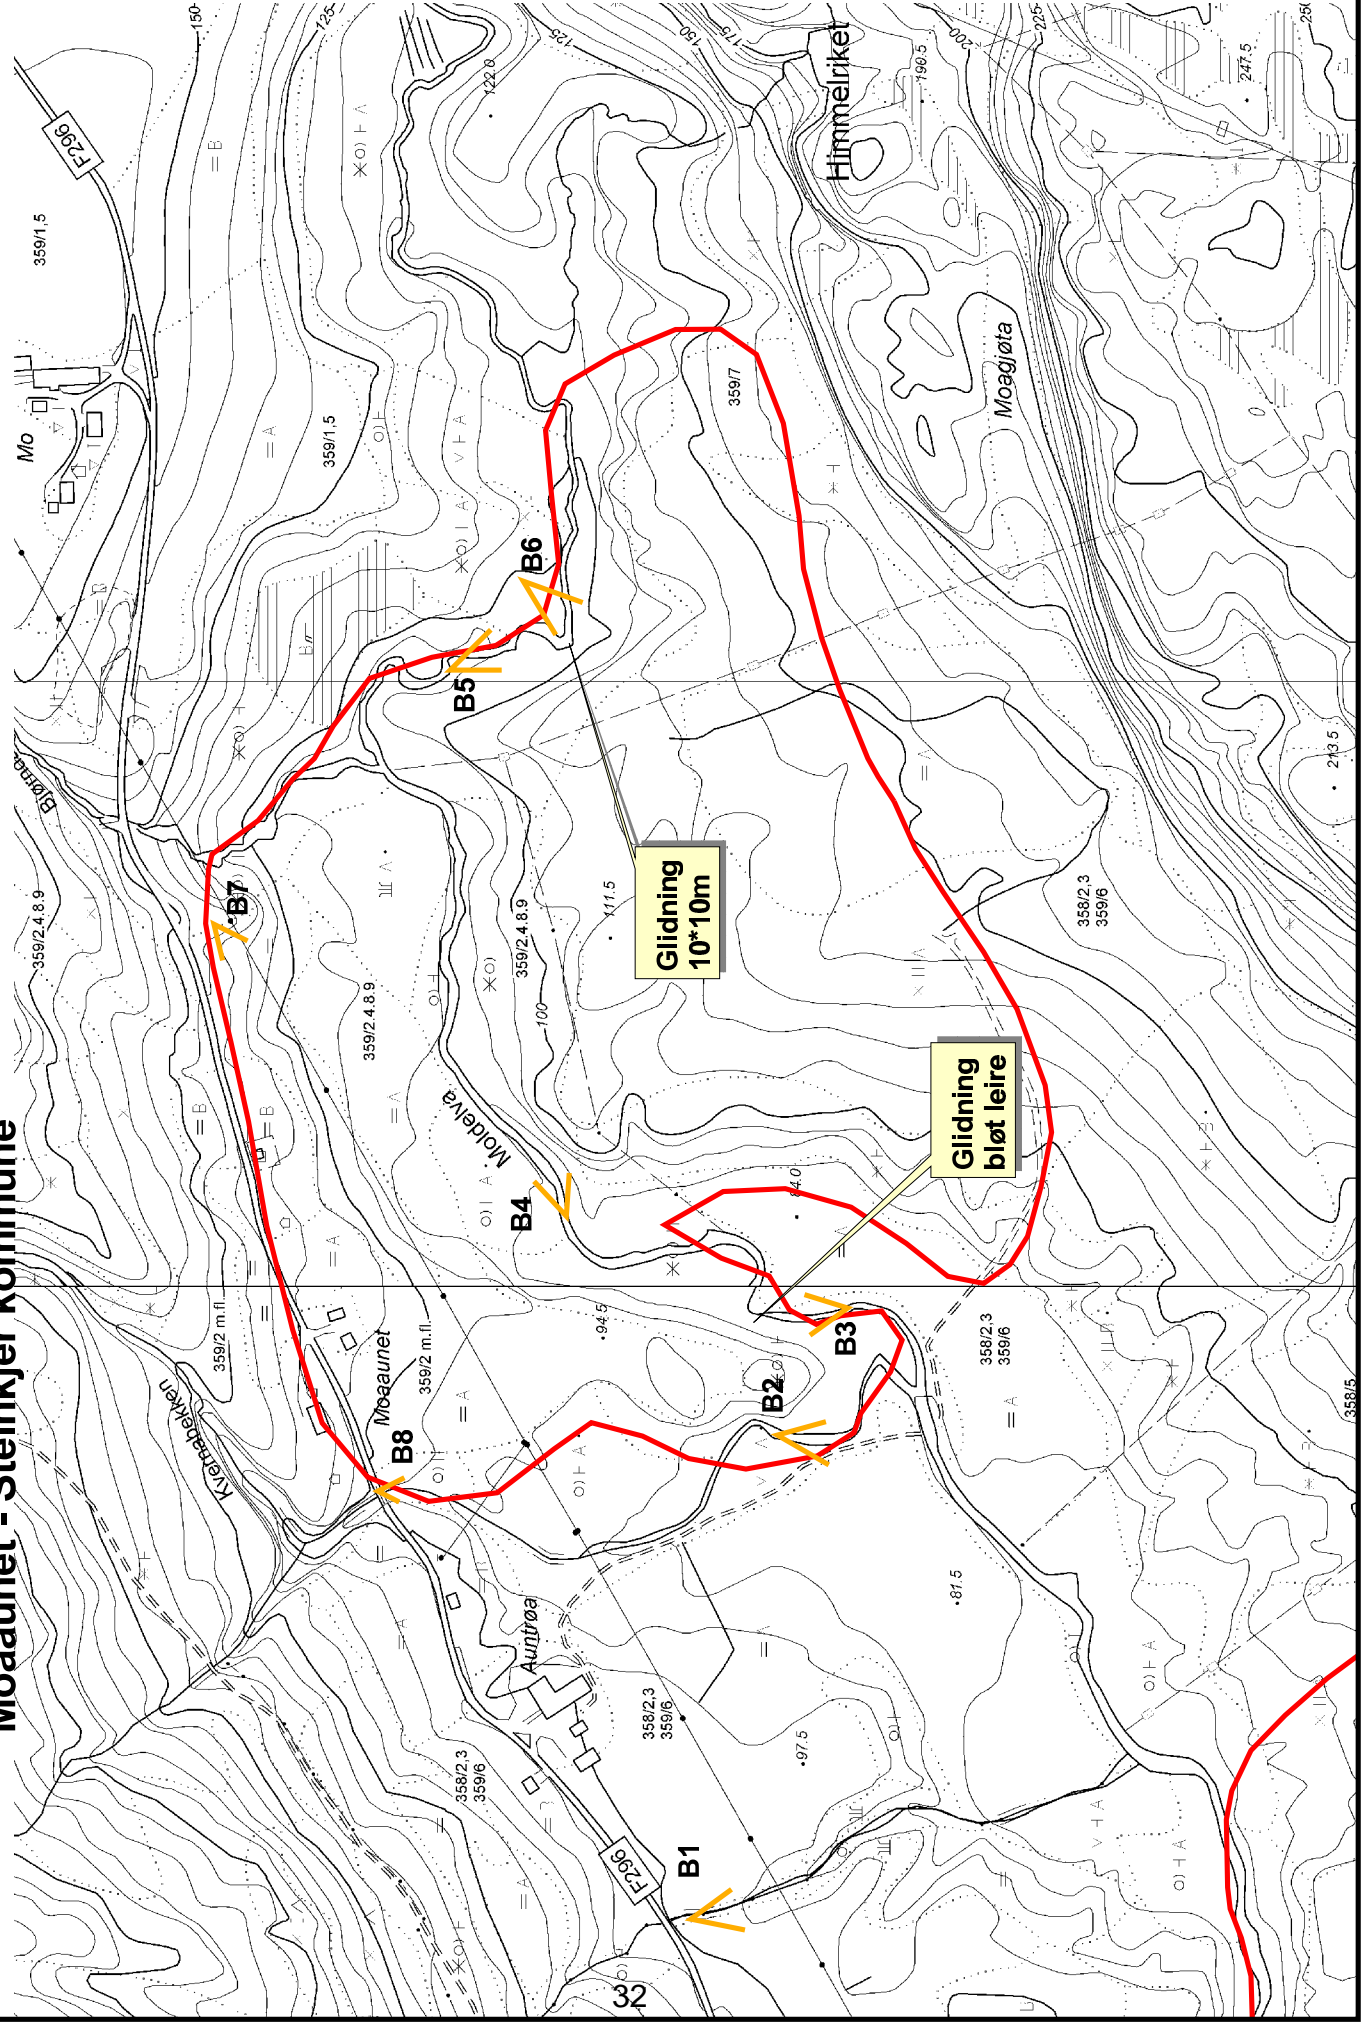 Moaaunet - Steinkjer kommune
F296
359/1,5
Mo
359/1,5
150
125
125
122.0
150
175
Himmelriket
190.5
200
225
247.5
250
Moagjøta
359/7
B6
B5
B7
Gliddning
10*10m
111.5
100
359/2.4.8.9
359/2.4.8.9
359/2.4.8.9
213.5
358/2,3
359/6
Moldelva
B4
84.0
Glidning
bløt leire
B3
B2
94.5
359/2 m.fl.
359/2 m.fl.
Moaaunet
Kvernabekken
B8
358/2,3
359/6
358/5
81.5
Auntrøa
358/2,3
359/6
97.5
358/2,3
359/6
F296
B1
32